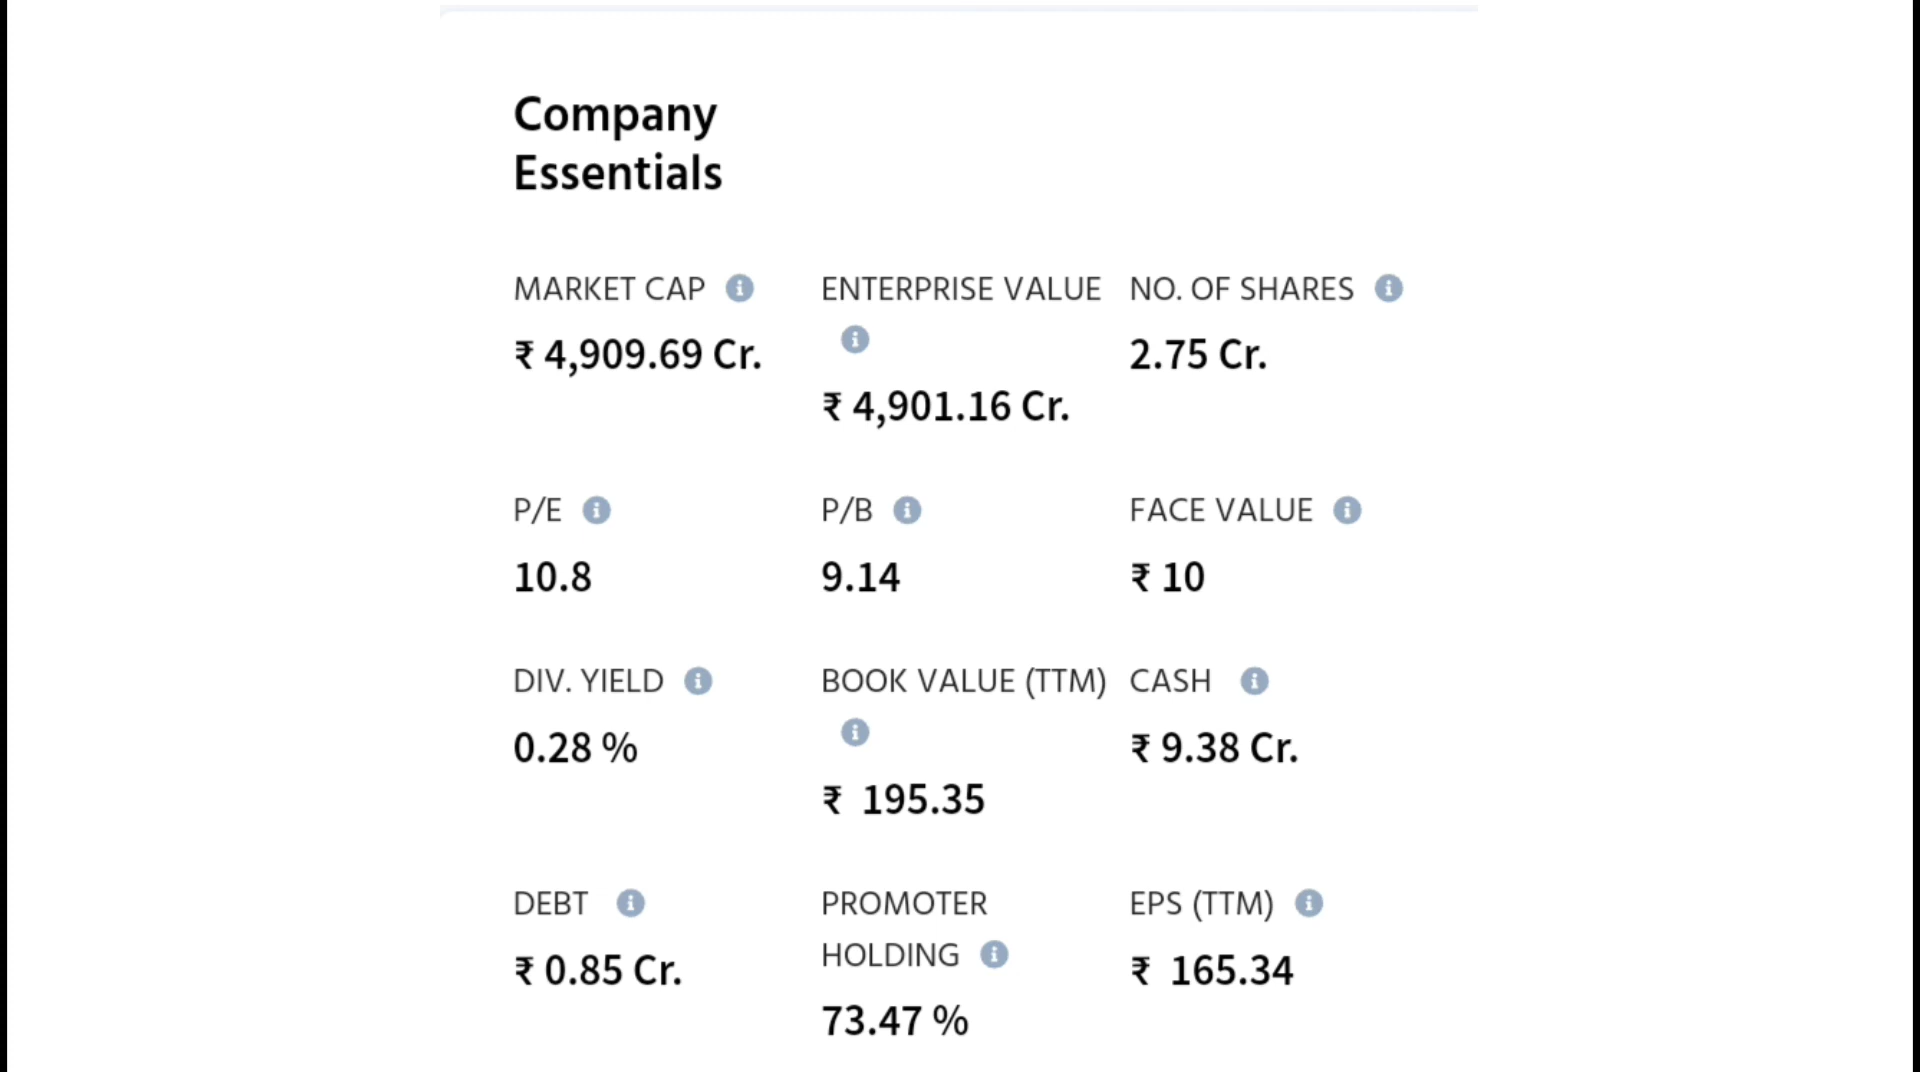 Company
Essentials
MARKET CAP
₹ 4,909.69 Cr.
ENTERPRISE VALUE
₹ 4,901.16 Cr.
NO. OF SHARES
2.75 Cr.
P/E
10.8
P/B
9.14
FACE VALUE
₹ 10
DIV. YIELD
0.28 %
BOOK VALUE (TTM)
₹ 195.35
CASH
₹ 9.38 Cr.
DEBT
₹ 0.85 Cr.
PROMOTER
HOLDING
73.47 %
EPS (TTM)
₹ 165.34